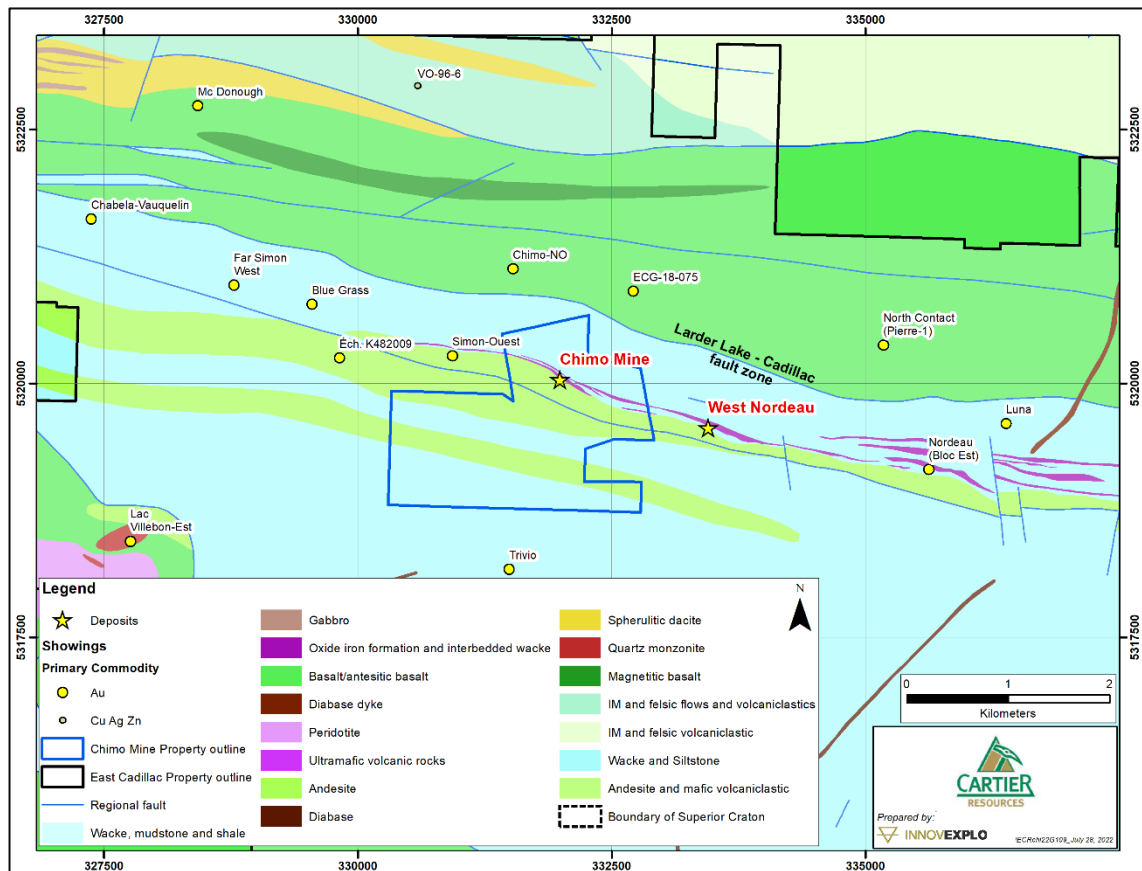 327500
330000
332500
335000
5322500
5322500
VO-96-6
Mc Donough
Chabela-Vauquelin
Far Simon
West
Chimo-NO
ECG-18-075
Blue Grass
North Contact
(Pierre-1)
Larder Lake - Cadillac
fault zone
Éch. K482009
Simon-Ouest
Chimo Mine
5320000
5320000
West Nordeau
Luna
Nordeau
(Bloc Est)
Lac
Villebon-Est
Trivio
Legend
Deposits
Showings
Primary Commodity
Au
Cu Ag Zn
Chimo Mine Property outline
East Cadillac Property outline
Regional fault
Wacke, mudstone and shale
Gabbro
Oxide iron formation and interbedded wacke
Basalt/antesitic basalt
Diabase dyke
Peridotite
Ultramafic volcanic rocks
Andesite
Diabase
Spherulitic dacite
Quartz monzonite
Magnetitic basalt
IM and felsic flows and volcaniclastics
IM and felsic volcaniclastic
Wacke and Siltstone
Andesite and mafic volcaniclastic
Boundary of Superior Craton
N
5317500
5317500
0 1 2
Kilometers
CARTIER
RESOURCES
Prepared by:
INNOVEXPLO
327500
330000
332500
335000